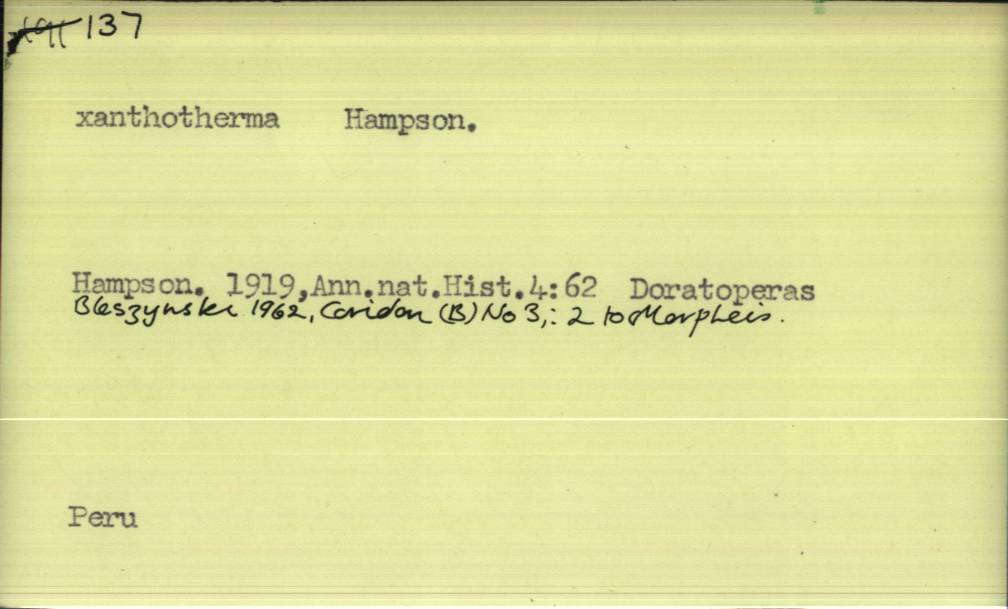 137
xanthotherma Hampson.
Hampson. 1919,Ann.nat.Hist.4:62 Doratoperas
Bleszynski 1962, Coridon (B) No 3,: 2 to Morpheis.
Peru